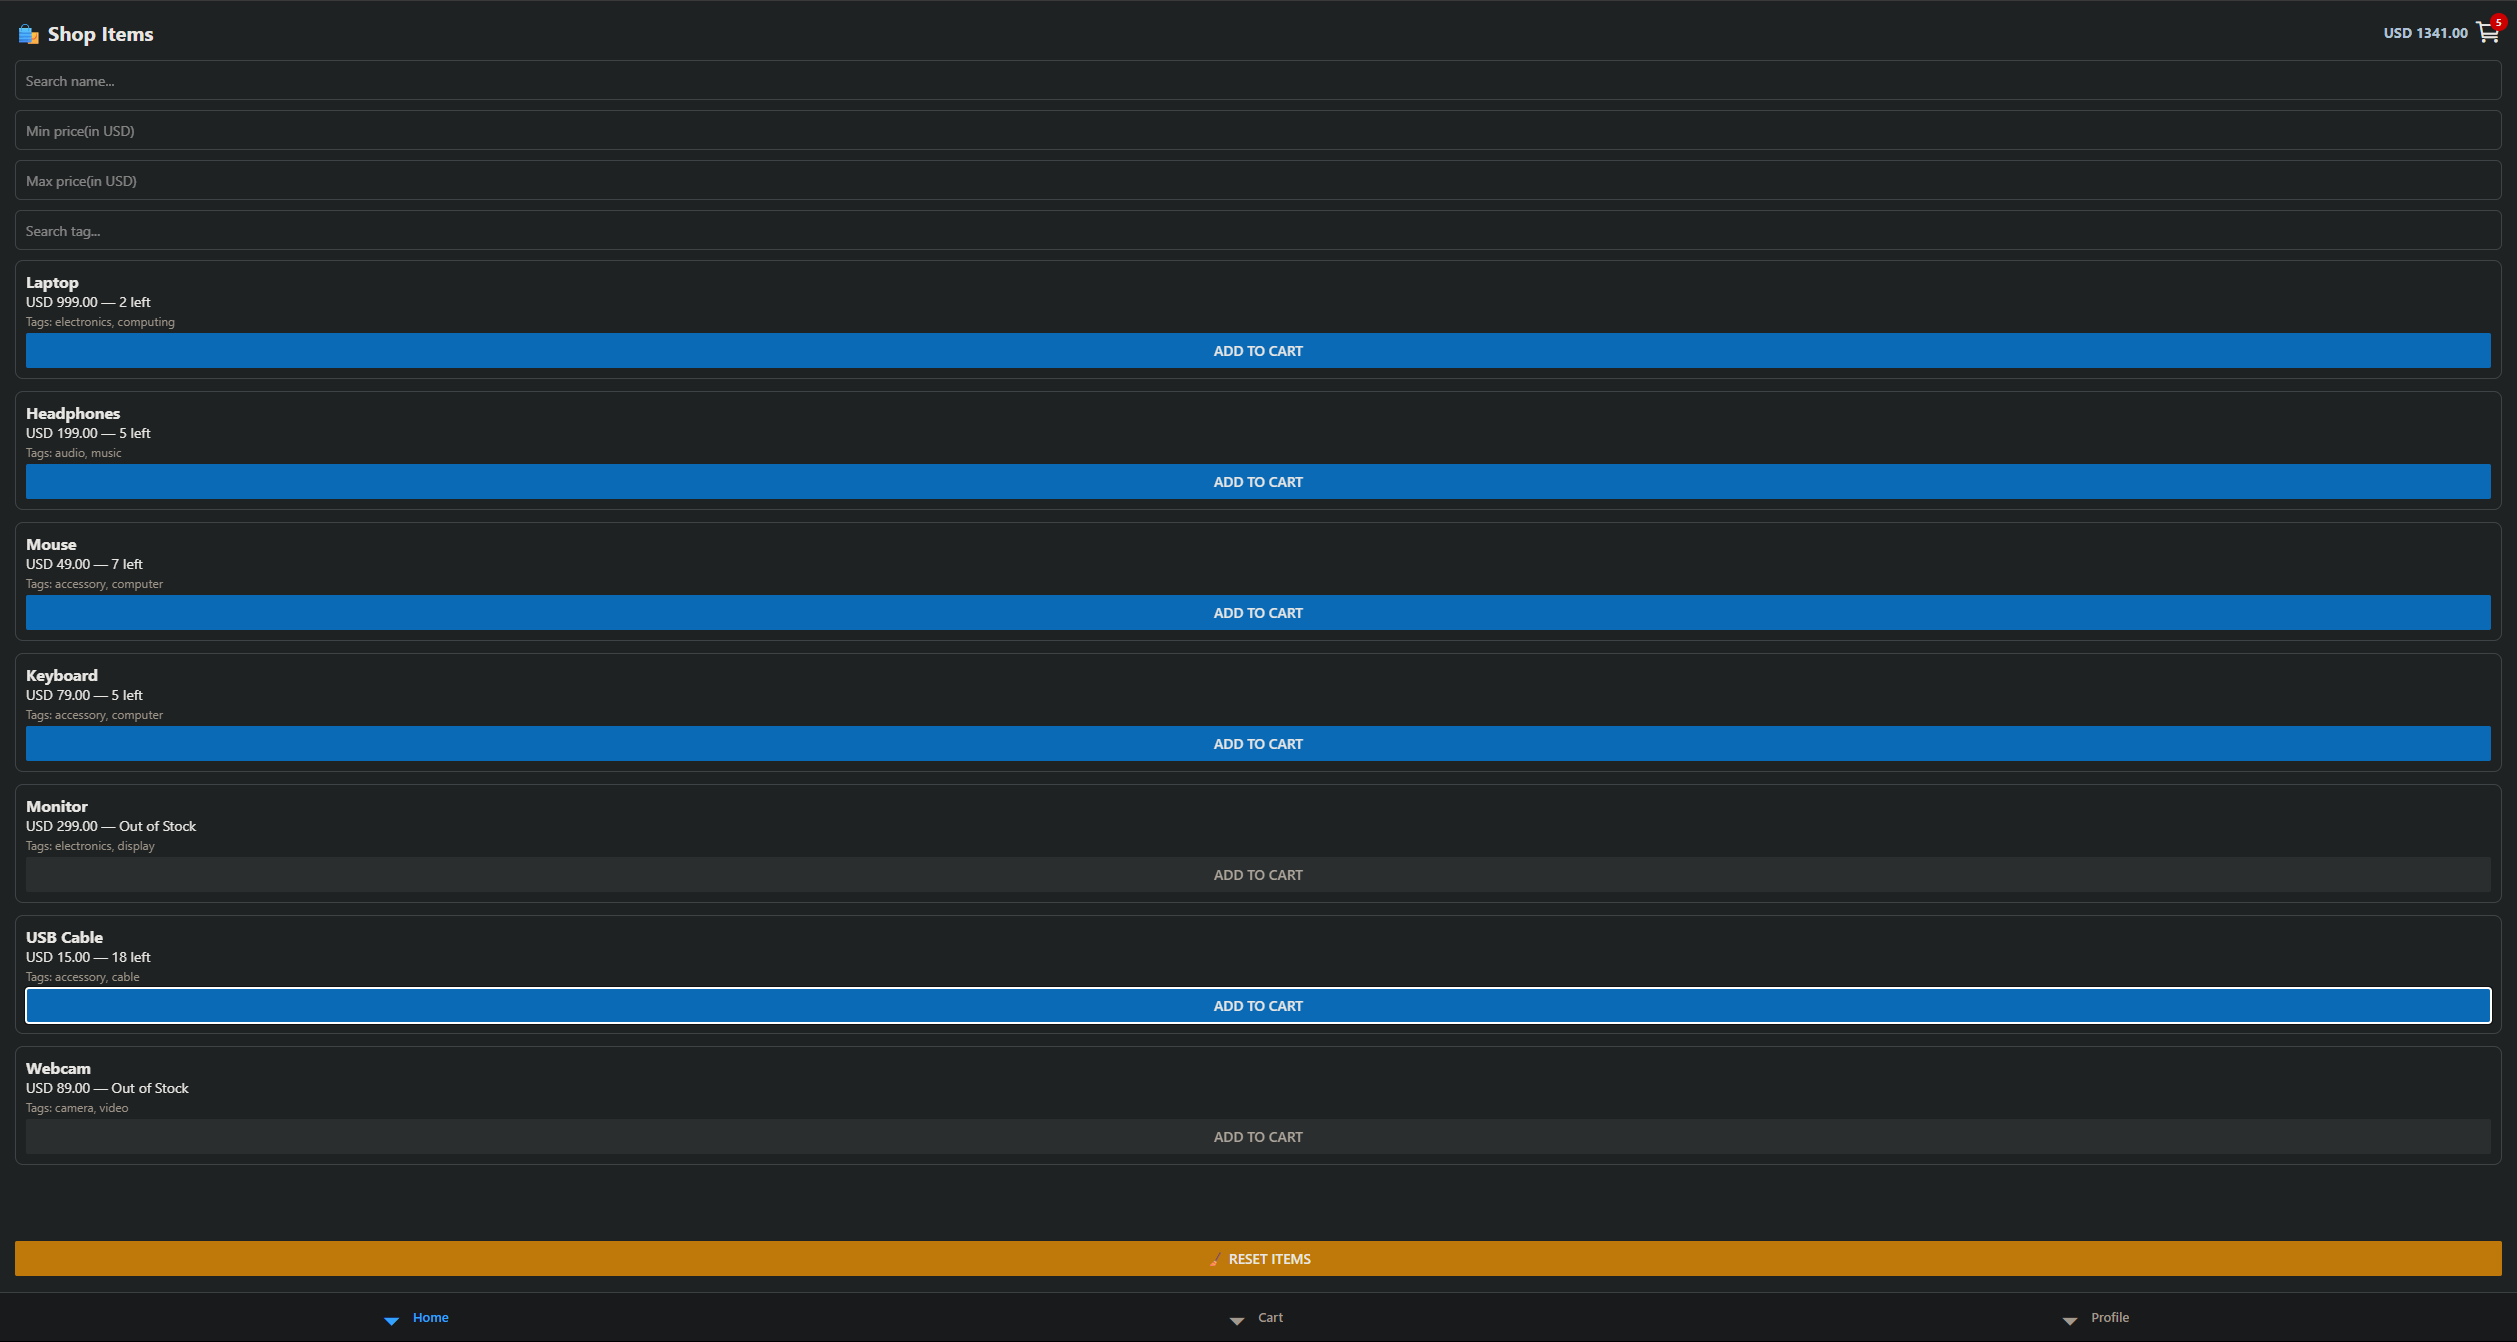 Shop Items
USD 1341.00
5
Search name...
Min price(in USD)
Max price(in USD)
Search tag...
Laptop
USD 999.00 — 2 left
Tags: electronics, computing
ADD TO CART
Headphones
USD 199.00 — 5 left
Tags: audio, music
ADD TO CART
Mouse
USD 49.00 — 7 left
Tags: accessory, computer
ADD TO CART
Keyboard
USD 79.00 — 5 left
Tags: accessory, computer
ADD TO CART
Monitor
USD 299.00 — Out of Stock
Tags: electronics, display
ADD TO CART
USB Cable
USD 15.00 — 18 left
Tags: accessory, cable
ADD TO CART
Webcam
USD 89.00 — Out of Stock
Tags: camera, video
ADD TO CART
RESET ITEMS
Home
Cart
Profile